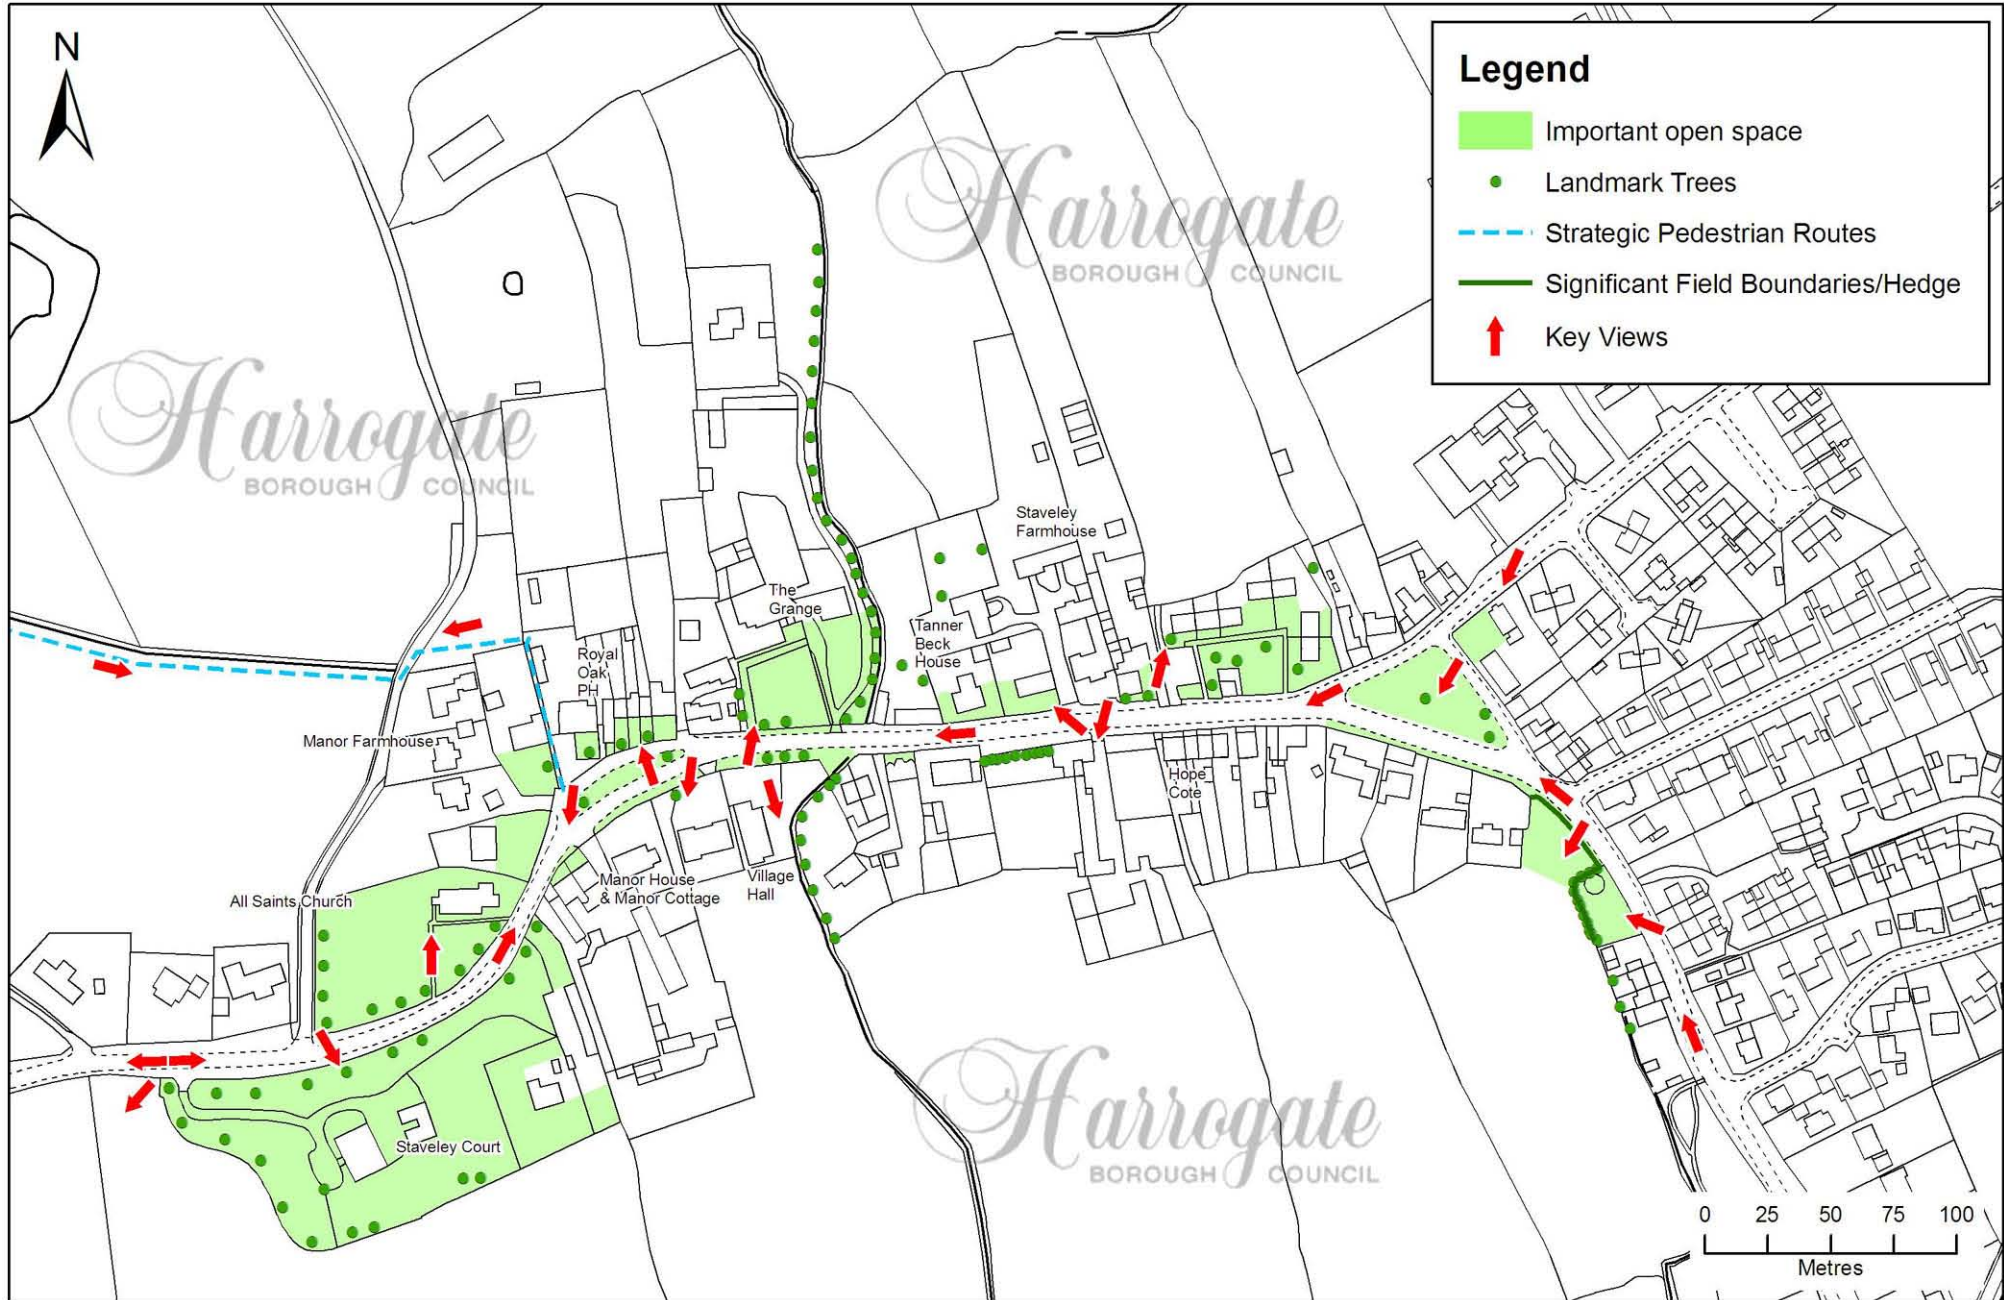 N
Legend
Important open space
Landmark Trees
Strategic Pedestrian Routes
Significant Field Boundaries/Hedge
Key Views
Harrogate
BOROUGH COUNCIL
Harrogate
BOROUGH COUNCIL
Staveley
Farmhouse
The
Grange
Tanner
Beck
House
Royal
Oak
PH
Manor Farmhouse
Hope
Cote
Manor House
& Manor Cottage
Village
Hall
All Saints Church
Staveley Court
Harrogate
BOROUGH COUNCIL
0 25 50 75 100
Metres